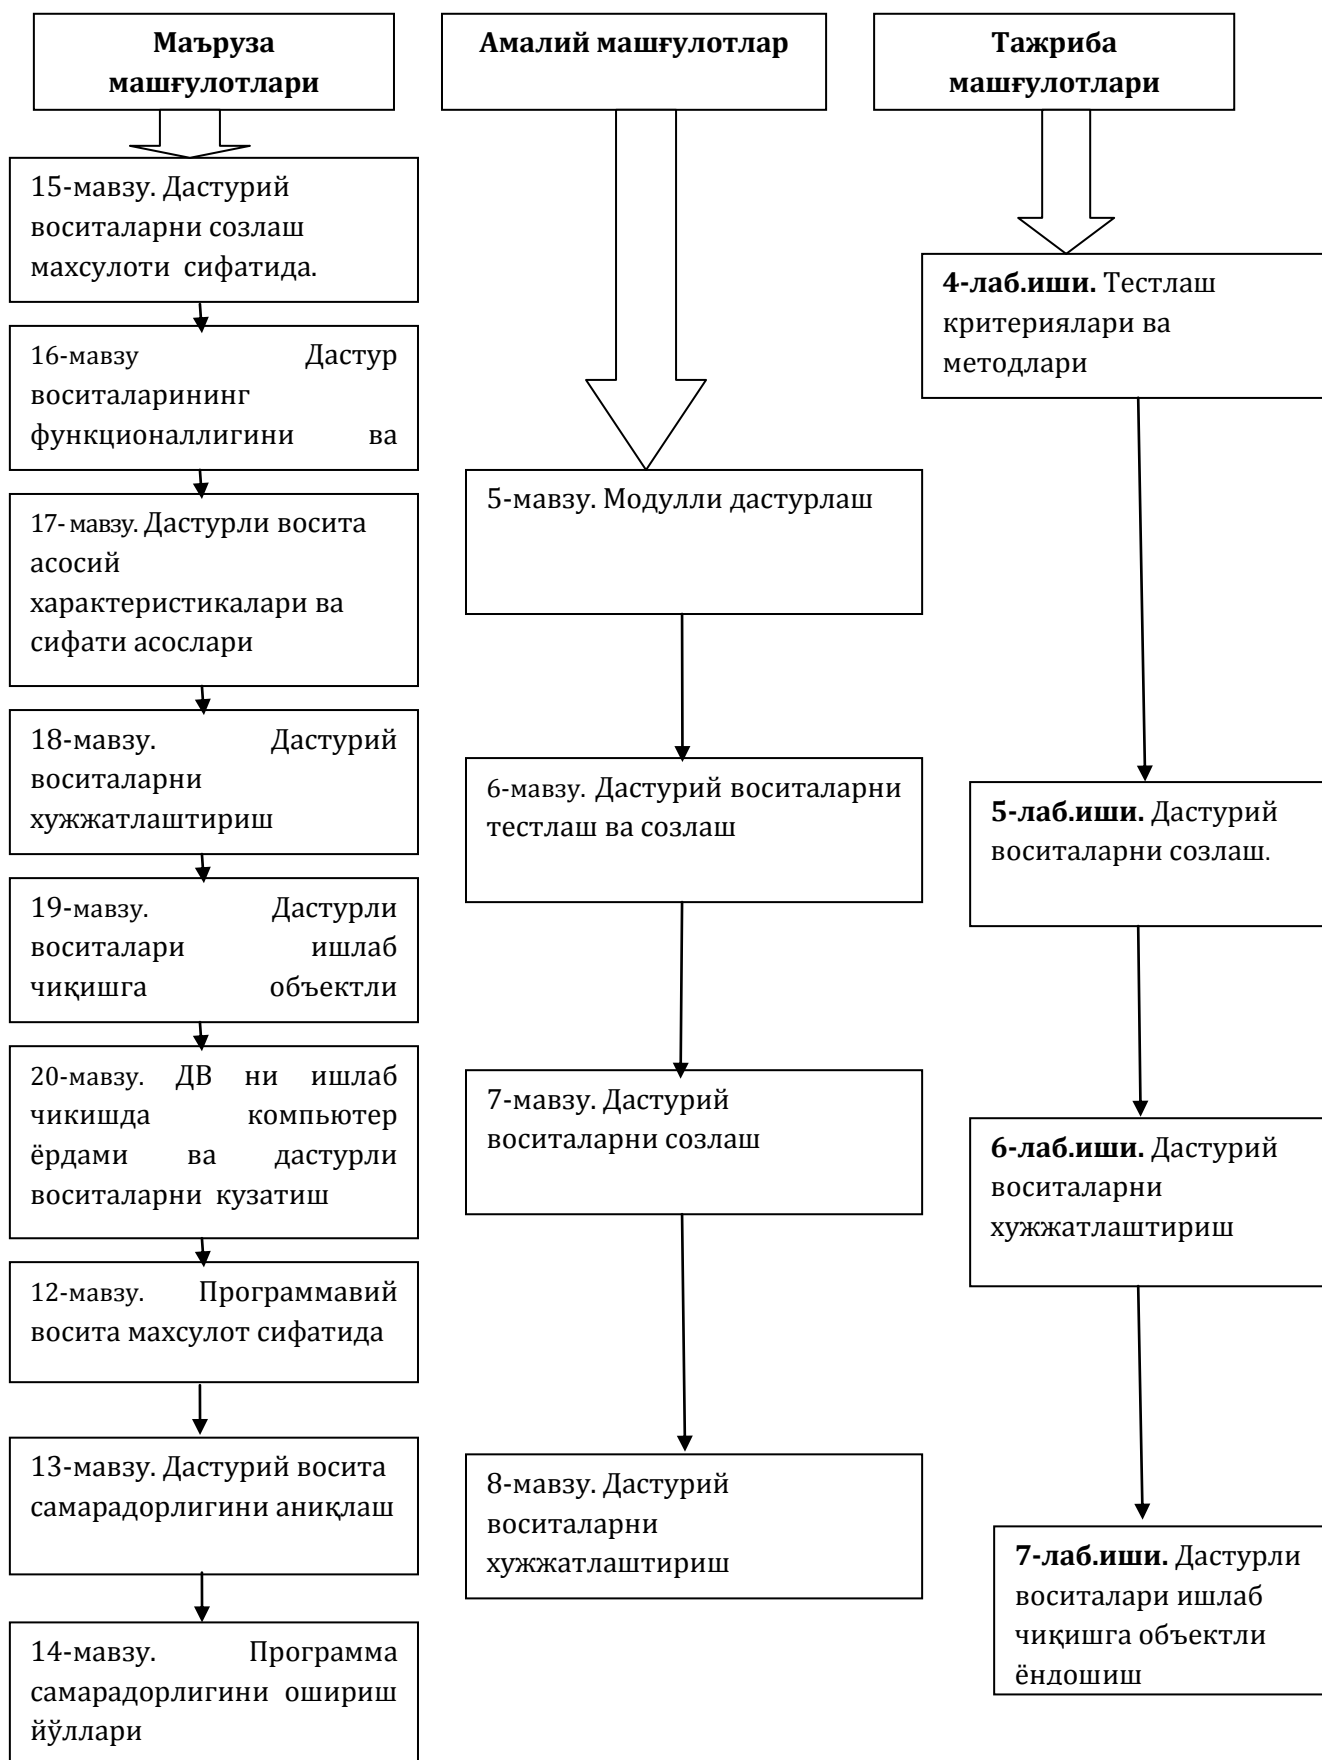 Маъруза
машғулотлари
15-мавзу. Дастурий
воситаларни созлаш
махсулоти сифатида.
16-мавзу Дастур
воситаларининг
функционаллигини ва
17- мавзу. Дастурли восита
асосий
характеристикалари ва
сифати асослари
18-мавзу. Дастурий
воситаларни
хужжатлаштириш
19-мавзу. Дастурли
воситалари ишлаб
чиқишга объектли
20-мавзу. ДВ ни ишлаб
чикишда компьютер
ёрдами ва дастурли
воситаларни кузатиш
12-мавзу. Программавий
восита махсулот сифатида
13-мавзу. Дастурий восита
самарадорлигини аниқлаш
14-мавзу. Программа
самарадорлигини ошириш
йўллари
Амалий машғулотлар
5-мавзу. Модулли дастурлаш
6-мавзу. Дастурий воситаларни
тестлаш ва созлаш
7-мавзу. Дастурий
воситаларни созлаш
8-мавзу. Дастурий
воситаларни
хужжатлаштириш
Тажриба
машғулотлари
4-лаб.иши. Тестлаш
критериялари ва
методлари
5-лаб.иши. Дастурий
воситаларни созлаш.
6-лаб.иши. Дастурий
воситаларни
хужжатлаштириш
7-лаб.иши. Дастурли
воситалари ишлаб
чиқишга объектли
ёндошиш